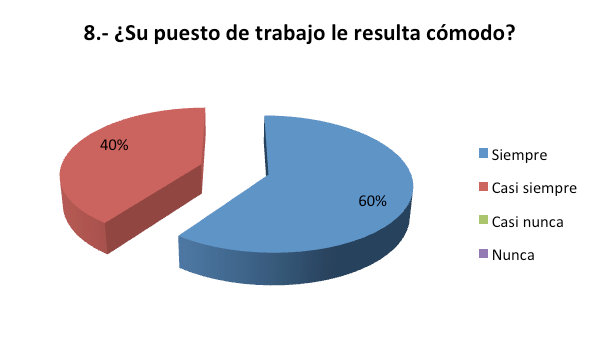 8.- ¿Su puesto de trabajo le resulta cómodo?
40%
60%
Siempre
Casi siempre
Casi nunca
Nunca